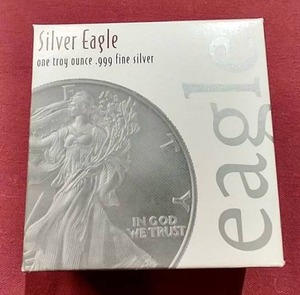 Silver Eagle
one troy ounce .999 fine silver
eagle
E
T
Y
IN GOD
WE TRUST